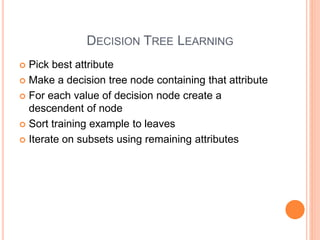 DECISION TREE LEARNING
Pick best attribute
Make a decision tree node containing that attribute
For each value of decision node create a
descendent of node
Sort training example to leaves
Iterate on subsets using remaining attributes